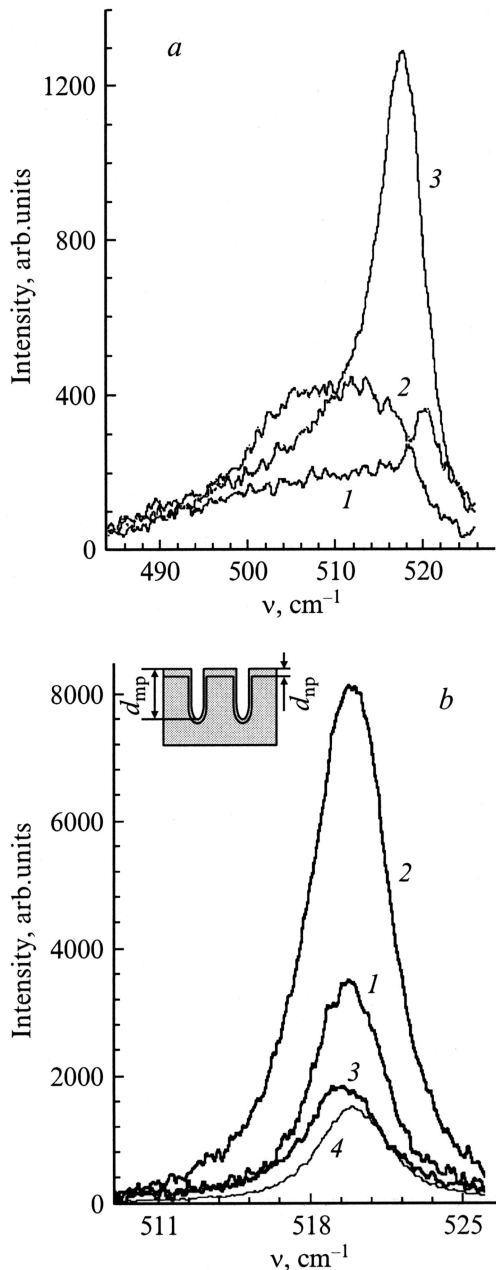 a
1200
800
400
0
Intensity, arb.units
3
2
1
490 500 510 520
ν, cm⁻¹
b
d_mp
d_np
8000
6000
4000
2000
0
Intensity, arb.units
2
1
3
4
511 518 525
ν, cm⁻¹